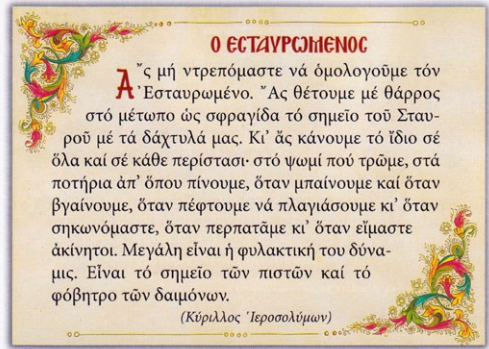 Ο ΕΣΤΑΥΡΩΜΕΝΟΣ
Ἂς μή ντρεπόμαστε νά ὁμολογοῦμε τόν
Ἐσταυρωμένο. Ἂς θέτουμε μέ θάρρος
στό μέτωπο ὡς σφραγίδα τό σημεῖο τοῦ Σταυ-
ροῦ μέ τά δάχτυλά μας. Κι’ ἄς κάνουμε τό ἴδιο σέ
ὅλα καί σέ κάθε περίστασι· στό ψωμί πού τρῶμε, στά
ποτήρια ἀπ’ ὅπου πίνουμε, ὅταν μπαίνουμε καί ὅταν
βγαίνουμε, ὅταν πέφτουμε νά πλαγιάσουμε κι’ ὅταν
σηκωνόμαστε, ὅταν περπατᾶμε κι’ ὅταν εἴμαστε
ἀκίνητοι. Μεγάλη εἶναι ἡ φυλακτική του δύνα-
μις. Εἶναι τό σημεῖο τῶν πιστῶν καί τό
φόβητρο τῶν δαιμόνων.
(Κύριλλος Ἱεροσολύμων)